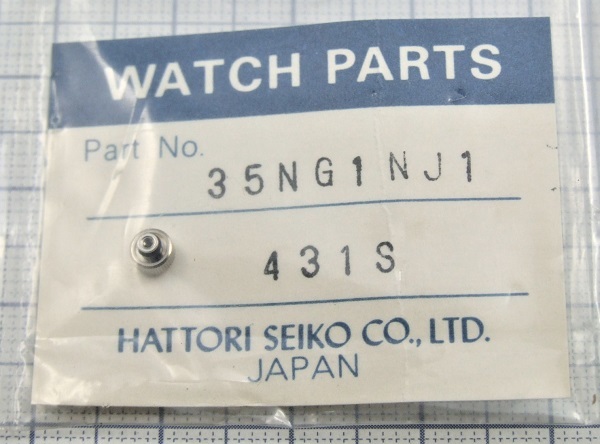 WATCH PARTS
Part No.
35NG1NJ1
431S
HATTORI SEIKO CO., LTD.
JAPAN